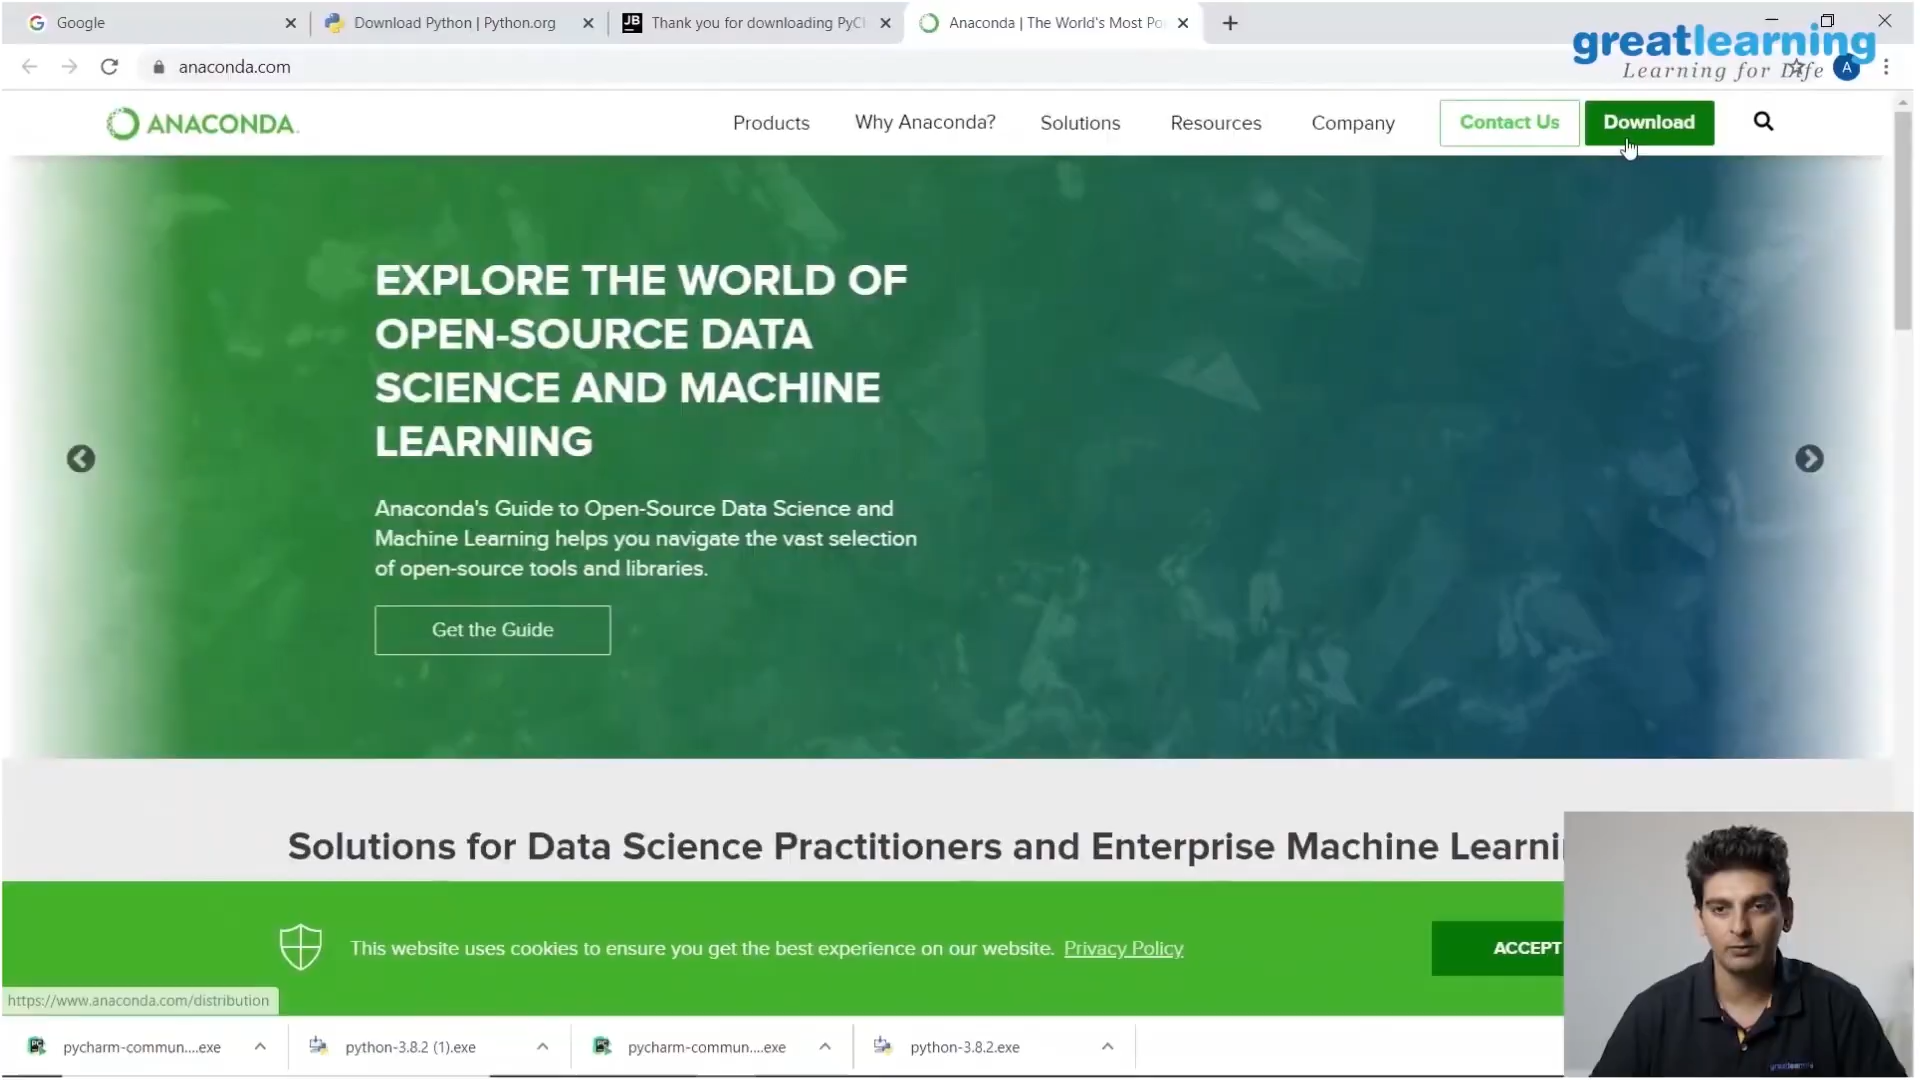 Google
Download Python | Python.org
Thank you for downloading PyC
Anaconda | The World's Most Po
greatlearning
Learning for Life
anaconda.com
A
ANACONDA.
Products
Why Anaconda?
Solutions
Resources
Company
Contact Us
Download
EXPLORE THE WORLD OF
OPEN-SOURCE DATA
SCIENCE AND MACHINE
LEARNING
Anaconda's Guide to Open-Source Data Science and
Machine Learning helps you navigate the vast selection
of open-source tools and libraries.
Get the Guide
Solutions for Data Science Practitioners and Enterprise Machine Learni
This website uses cookies to ensure you get the best experience on our website. Privacy Policy
ACCEPT
https://www.anaconda.com/distribution
pycharm-commun....exe
python-3.8.2 (1).exe
pycharm-commun....exe
python-3.8.2.exe
greatlearning